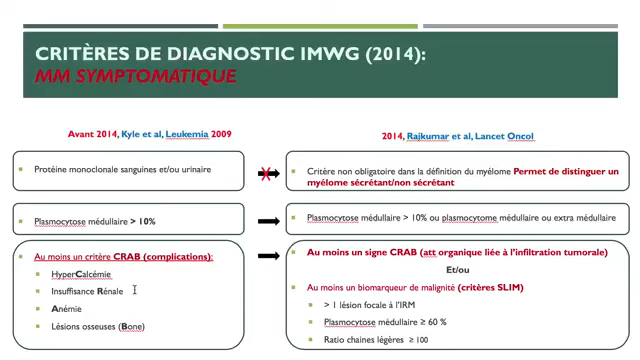 CRITÈRES DE DIAGNOSTIC IMWG (2014):
MM SYMPTOMATIQUE
Avant 2014, Kyle et al, Leukemia 2009
Protéine monoclonale sanguines et/ou urinaire
Plasmocytose médullaire > 10%
Au moins un critère CRAB (complications):
HyperCalcémie
Insuffisance Rénale
Anémie
Lésions osseuses (Bone)
2014, Rajkumar et al, Lancet Oncol
Critère non obligatoire dans la définition du myélome Permet de distinguer un
myélome sécrétant/non sécrétant
Plasmocytose médullaire > 10% ou plasmocytome médullaire ou extra médullaire
Au moins un signe CRAB (att organique liée à l'infiltration tumorale)
Et/ou
Au moins un biomarqueur de malignité (critères SLIM)
> 1 lésion focale à l'IRM
Plasmocytose médullaire ≥ 60 %
Ratio chaines légères ≥ 100